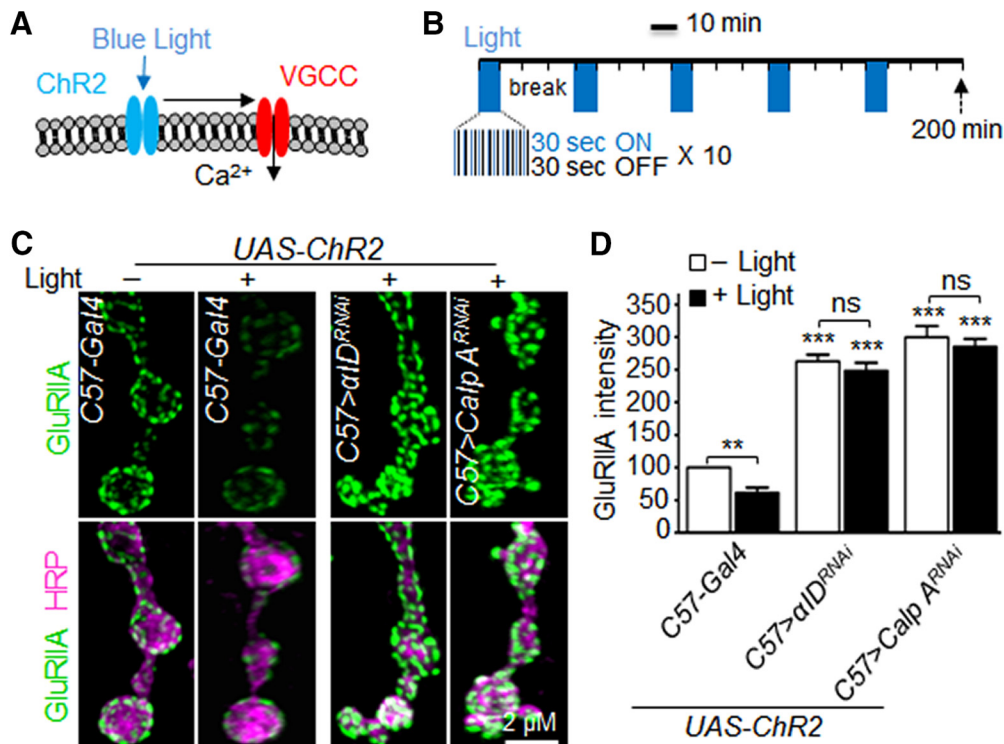 A
Blue Light
ChR2
VGCC
Ca2+
B
10 min
Light
break
200 min
30 sec ON
30 sec OFF
X 10
C
UAS-ChR2
Light – + + +
GluRIIA
C57-Gal4
C57-Gal4
C57>αIDRNAi
C57>Calp ARNAi
GluRIIA HRP
2 µM
D
– Light
+ Light
GluRIIA intensity
350
300
250
200
150
100
50
0
**
ns
***
***
ns
***
***
C57-Gal4
C57>αIDRNAi
C57>Calp ARNAi
UAS-ChR2